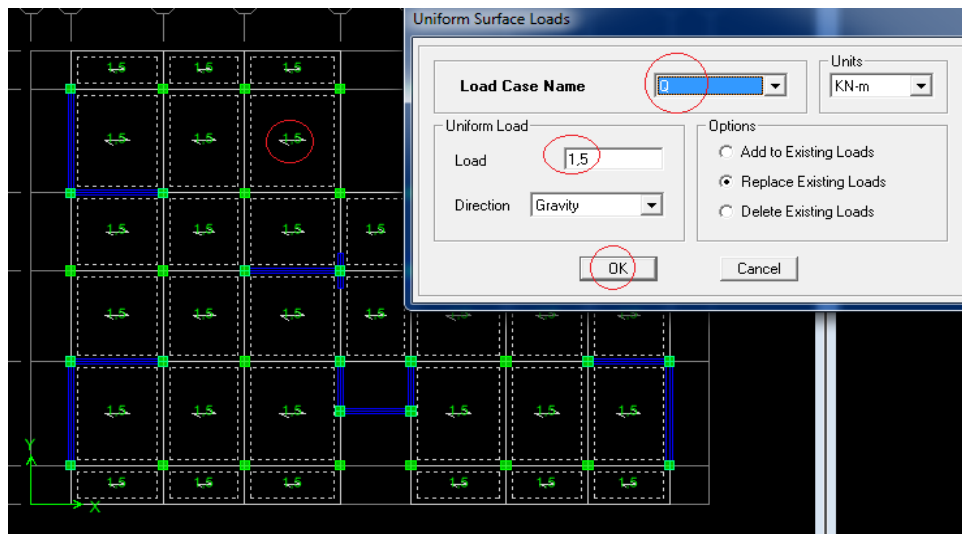 Uniform Surface Loads
Load Case Name
Q
Units
KN-m
Uniform Load
Load
1,5
Direction
Gravity
Options
Add to Existing Loads
Replace Existing Loads
Delete Existing Loads
OK
Cancel
1.5 1.5 1.5
1.5 1.5 1.5
1.5 1.5 1.5 1.5
1.5 1.5 1.5 1.5
1.5 1.5 1.5 1.5 1.5 1.5
1.5 1.5 1.5 1.5 1.5 1.5
Y
X